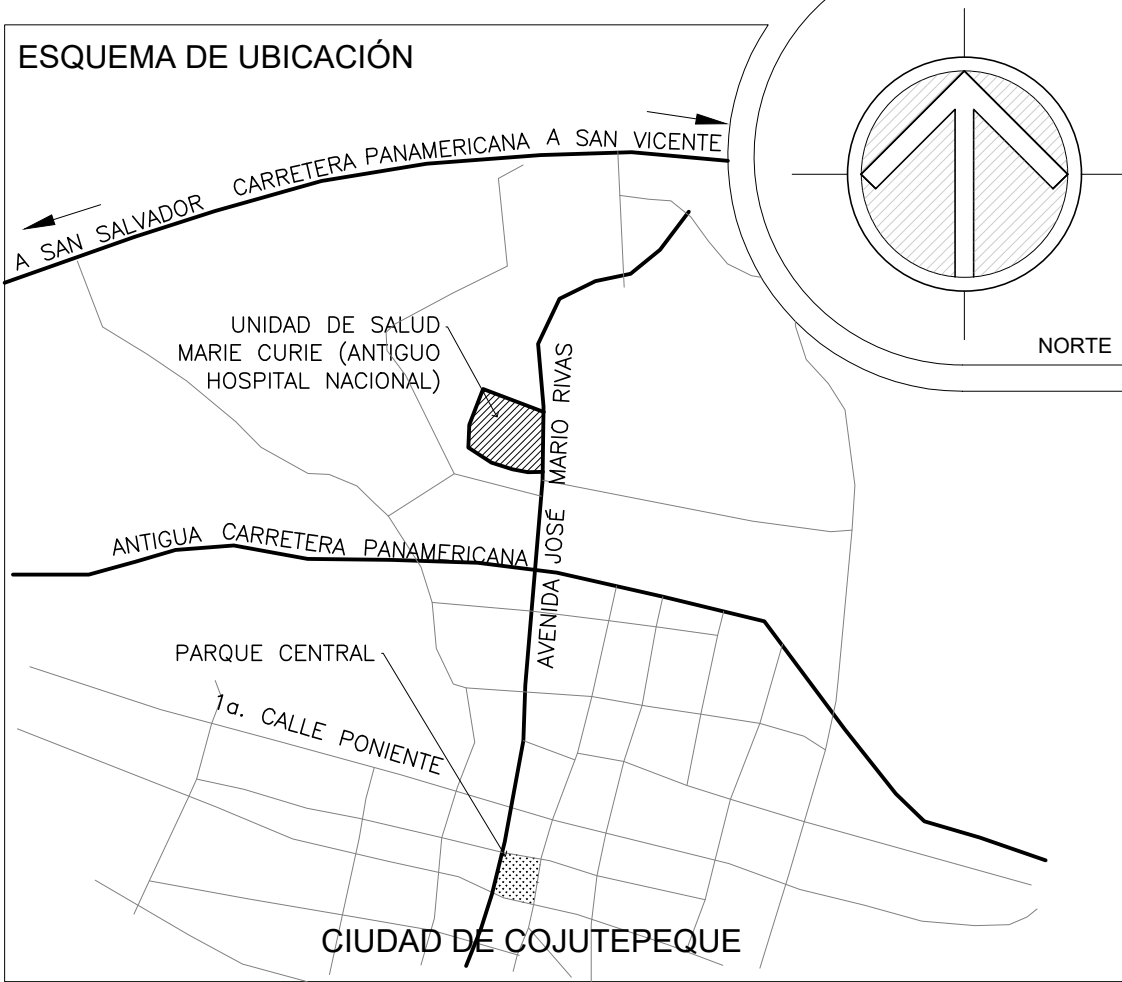 ESQUEMA DE UBICACIÓN
A SAN SALVADOR
CARRETERA PANAMERICANA
A SAN VICENTE
NORTE
UNIDAD DE SALUD
MARIE CURIE (ANTIGUO
HOSPITAL NACIONAL)
AVENIDA JOSÉ MARIO RIVAS
ANTIGUA CARRETERA PANAMERICANA
PARQUE CENTRAL
1a. CALLE PONIENTE
CIUDAD DE COJUTEPEQUE